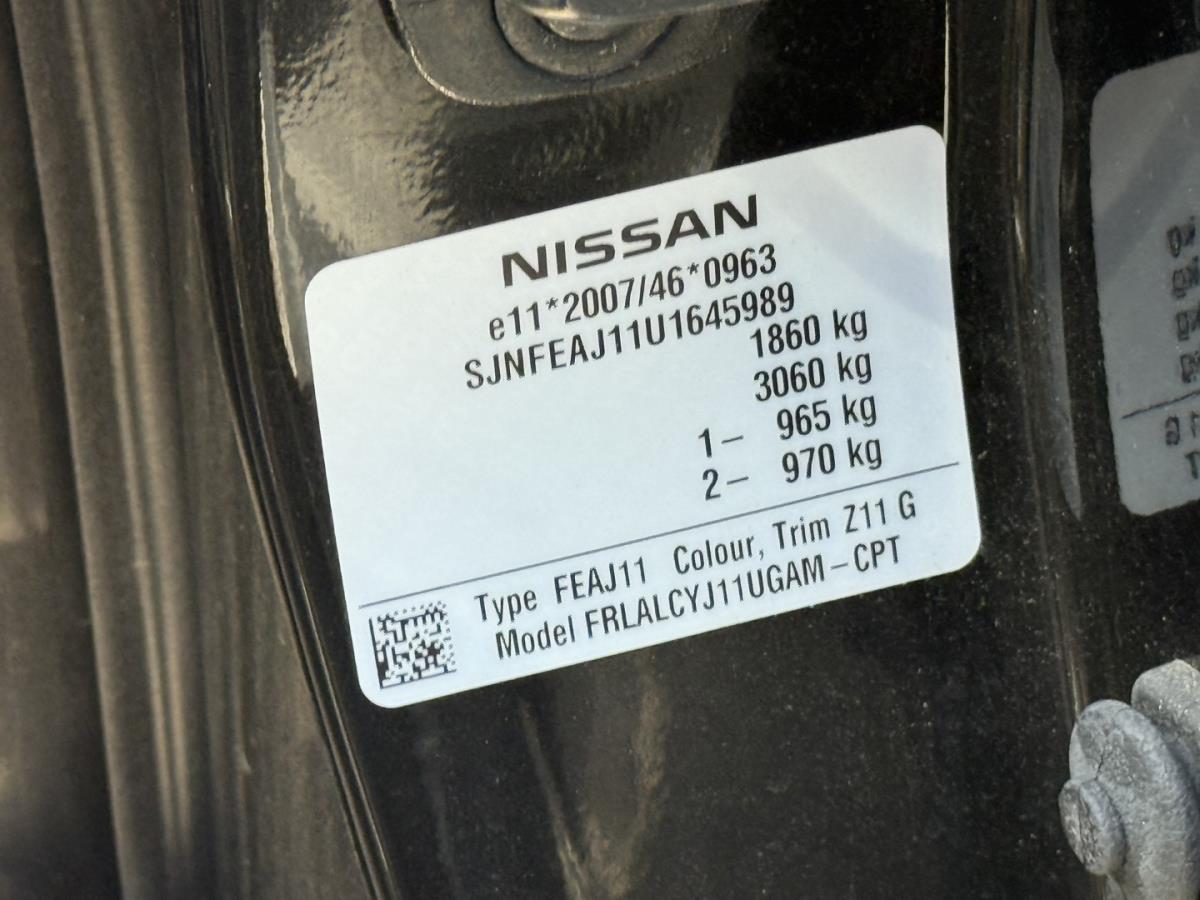 NISSAN
e11*2007/46*0963
SJNFEAJ11U1645989
1860 kg
3060 kg
1– 965 kg
2– 970 kg
Type FEAJ11 Colour, Trim Z11 G
Model FRLALCYJ11UGAM–CPT